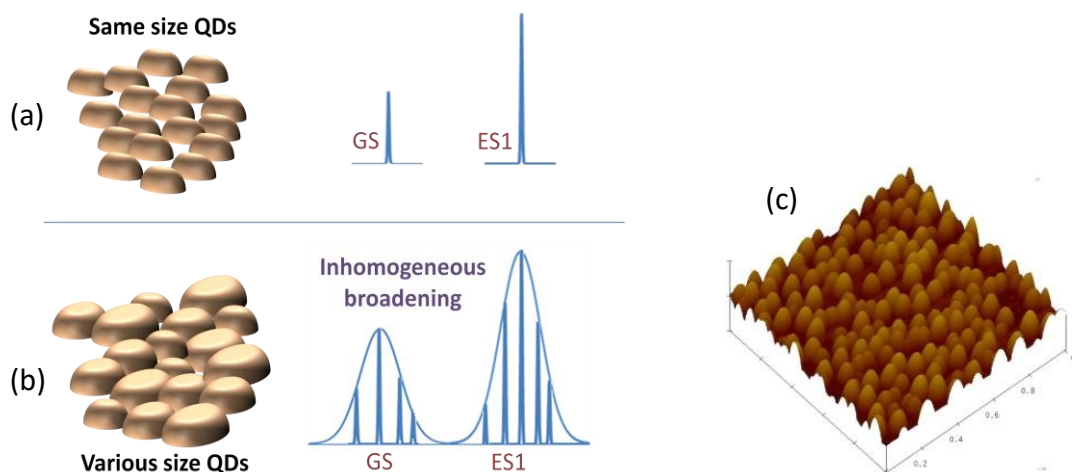 Same size QDs
(a)
GS
ES1
(c)
Inhomogeneous
broadening
(b)
GS
ES1
Various size QDs
0.2
0.4
0.6
0.8